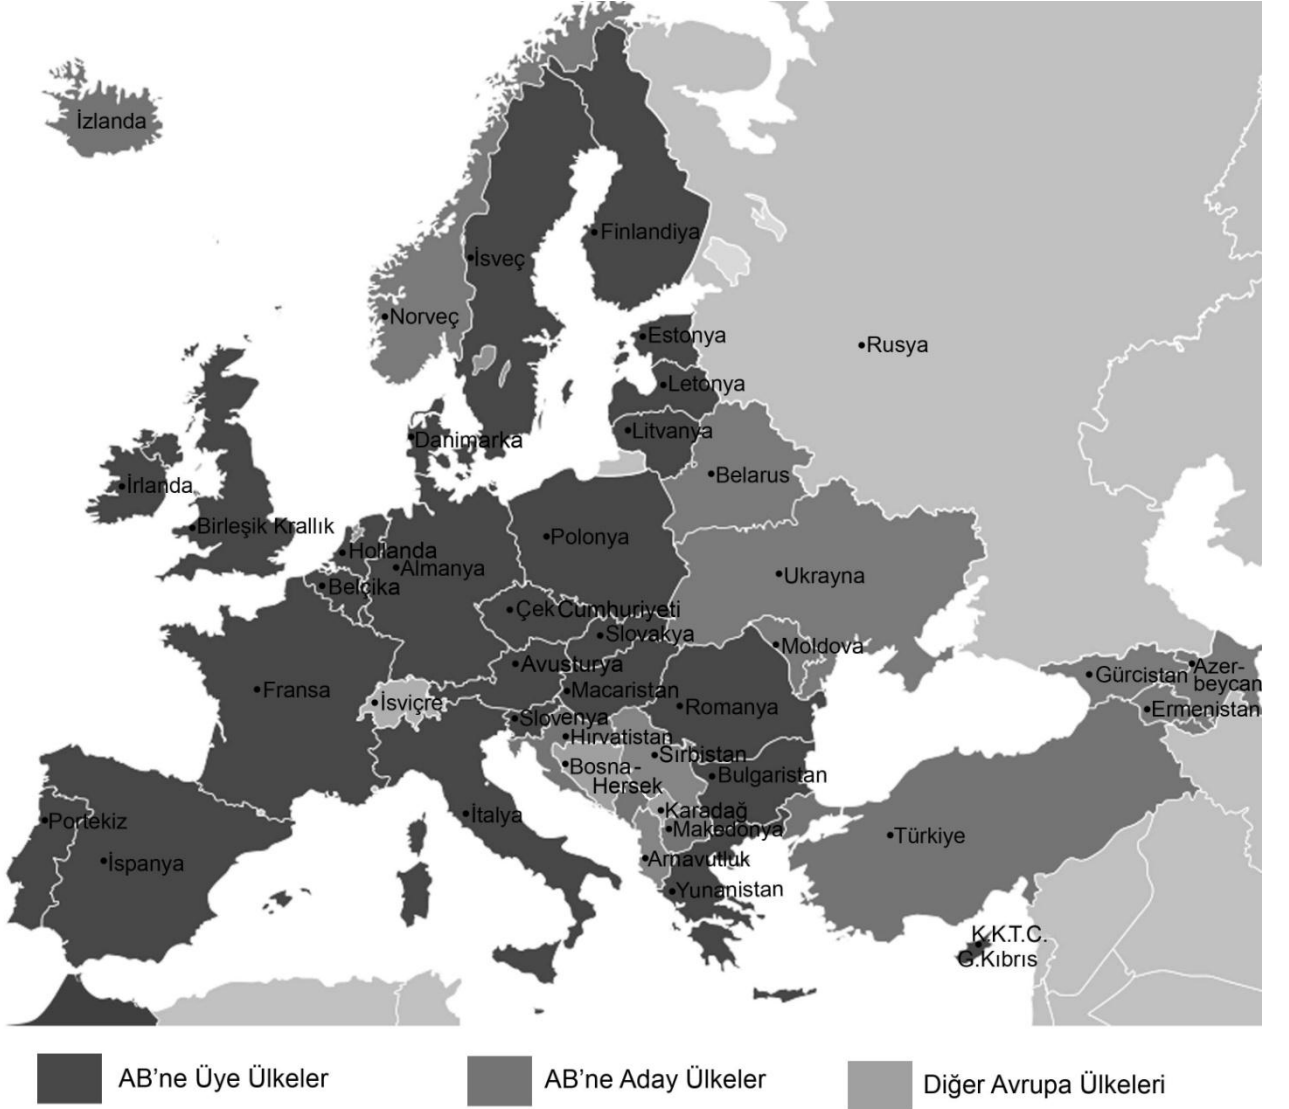 İzlanda
Finlandiya
İsveç
Norveç
Estonya
Rusya
Letonya
Litvanya
Danimarka
Belarus
İrlanda
Birleşik Krallık
Polonya
Hollanda
Almanya
Ukrayna
Belçika
Çek Cumhuriyeti
Slovakya
Moldova
Avusturya
Gürcistan
Azer-
beycan
Fransa
Macaristan
İsviçre
Romanya
Ermenistan
Slovenya
Hırvatistan
Sırbistan
Bosna-
Hersek
Bulgaristan
Karadağ
İtalya
Portekiz
Makedonya
Türkiye
Arnavutluk
İspanya
Yunanistan
K.K.T.C.
G.Kıbrıs
AB'ne Üye Ülkeler
AB'ne Aday Ülkeler
Diğer Avrupa Ülkeleri